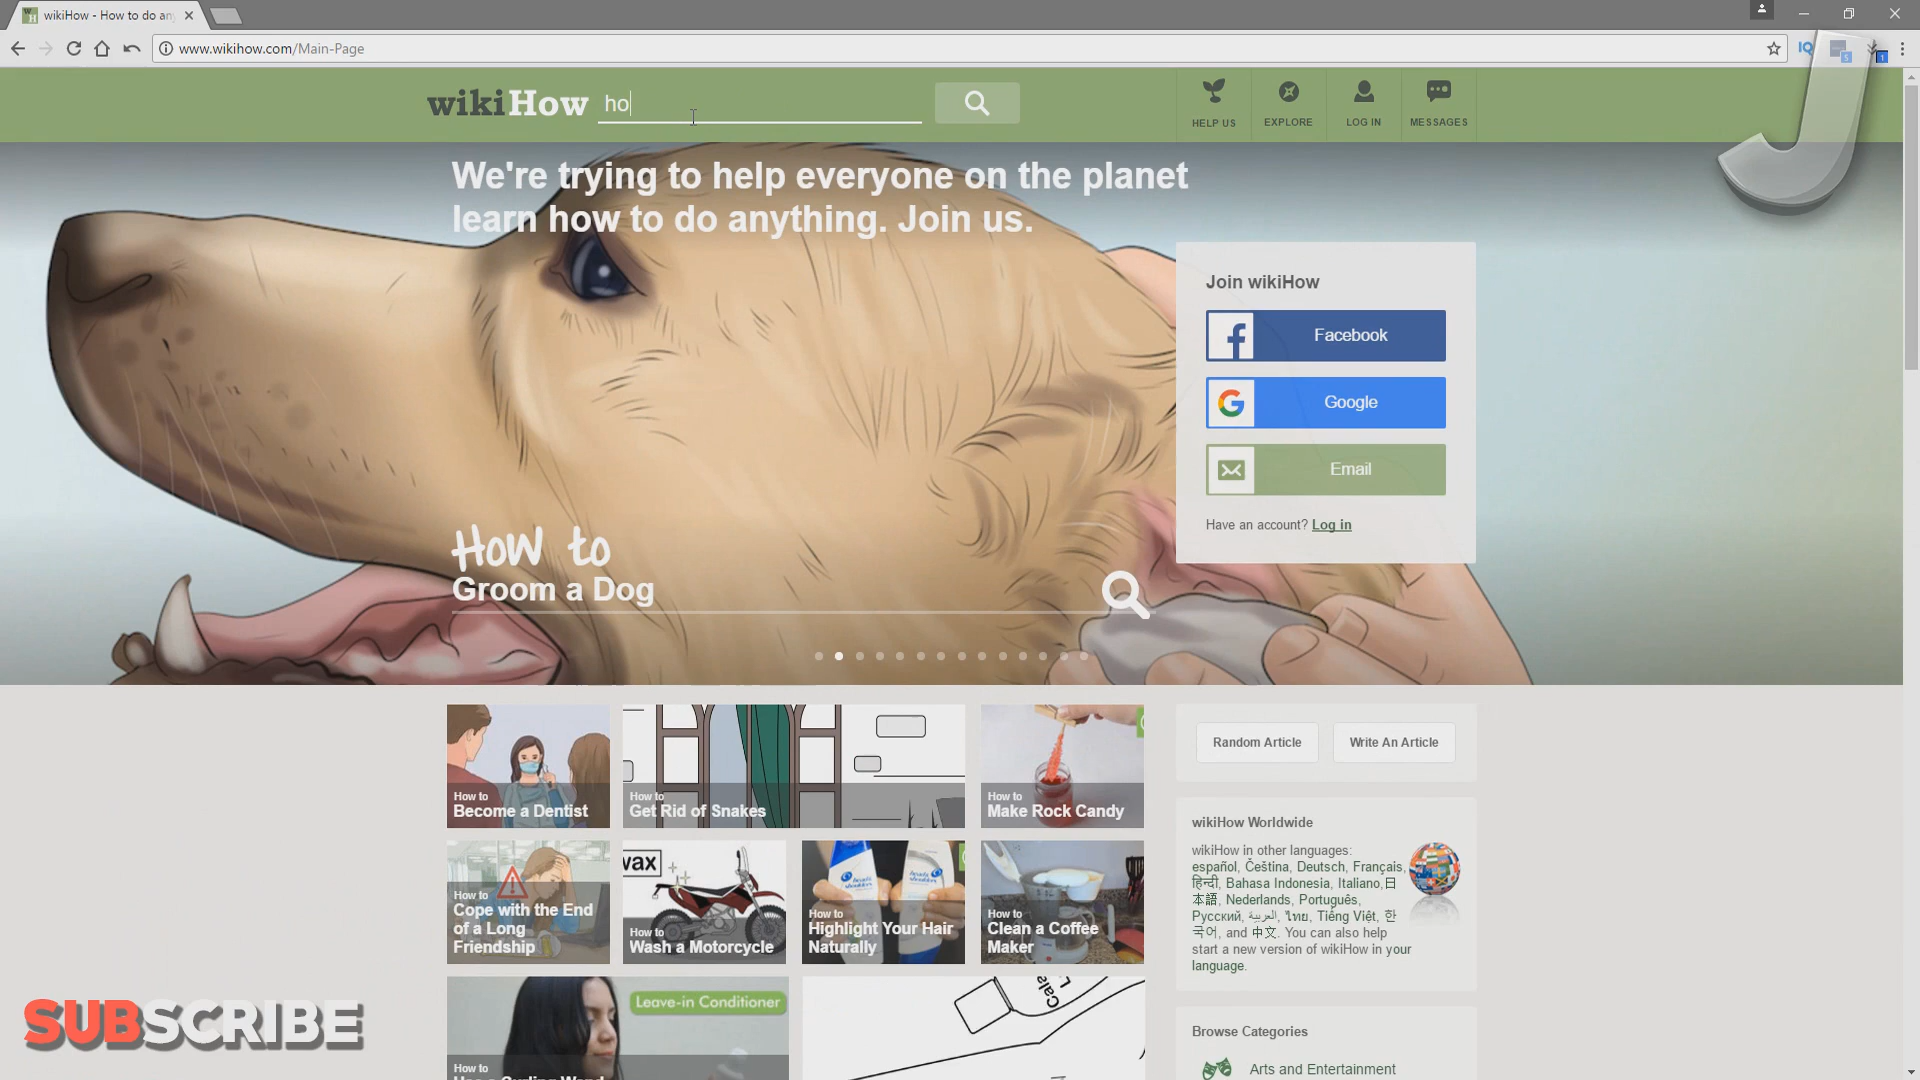 wikiHow - How to do an
www.wikihow.com/Main-Page
IQ
5
1
wikiHow
ho
HELP US
EXPLORE
LOG IN
MESSAGES
J
We're trying to help everyone on the planet
learn how to do anything. Join us.
Join wikiHow
Facebook
Google
Email
Have an account? Log in
How to
Groom a Dog
How to
Become a Dentist
How to
Get Rid of Snakes
How to
Make Rock Candy
Random Article
Write An Article
wikiHow Worldwide
wikiHow in other languages:
español, Čeština, Deutsch, Français,
हिन्दी, Bahasa Indonesia, Italiano,日
本語, Nederlands, Português,
Русский, العربية, ไทย, Tiếng Việt, 한
국어, and 中文. You can also help
start a new version of wikiHow in your
language.
How to
Cope with the End
of a Long
Friendship
wax
How to
Wash a Motorcycle
head&
shoulders
How to
Highlight Your Hair
Naturally
How to
Clean a Coffee
Maker
Leave-in Conditioner
How to
Cala
Browse Categories
Arts and Entertainment
SUBSCRIBE